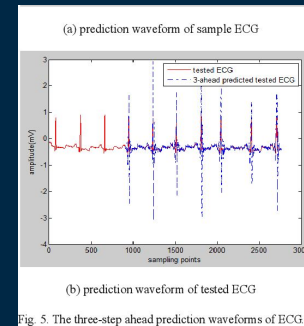 (a) prediction waveform of sample ECG
3
2
1
0
-1
-2
-3
-4
amplitude(mV)
tested ECG
3-ahead predicted tested ECG
0 500 1000 1500 2000 2500 300
sampling points
(b) prediction waveform of tested ECG
Fig. 5. The three-step ahead prediction waveforms of ECG